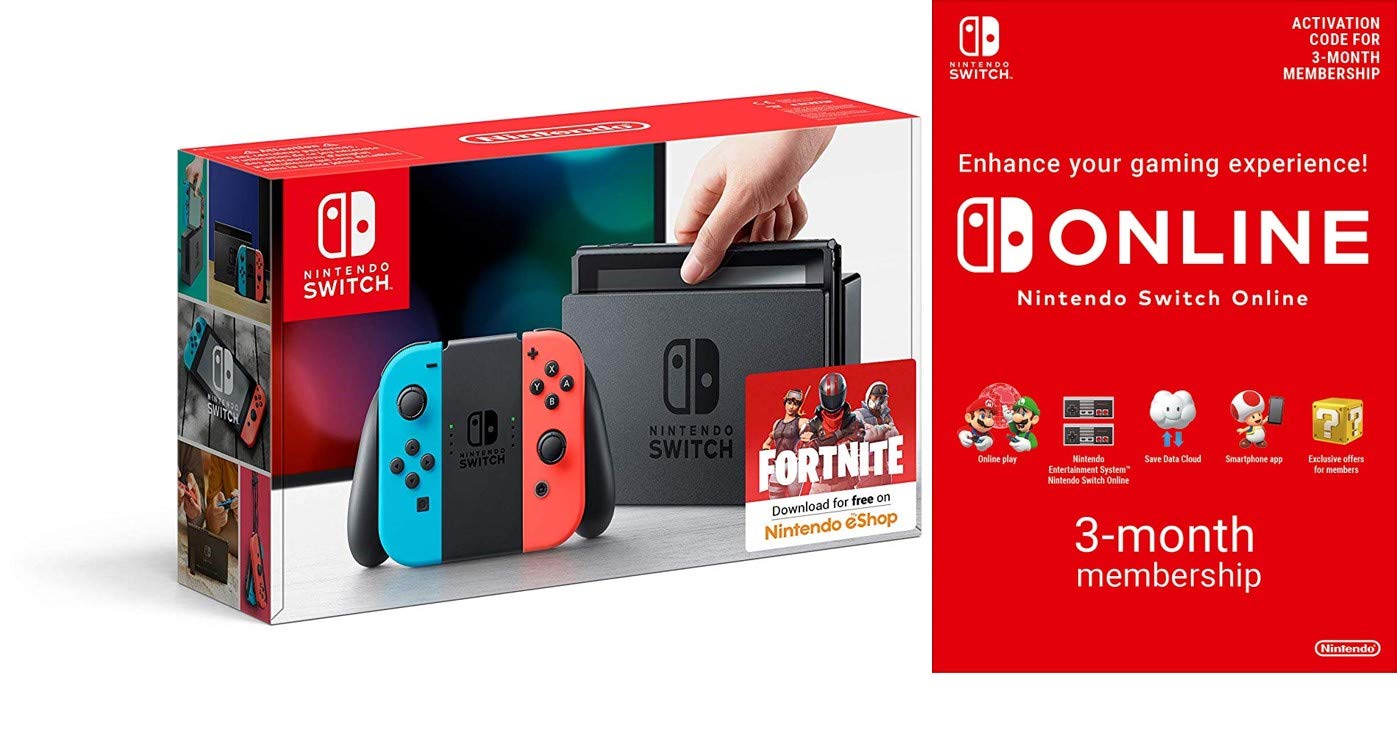 Nintendo
NINTENDO
SWITCH
NINTENDO
SWITCH
NINTENDO
SWITCH
X
Y
A
B
FORTNITE
Download for free on
Nintendo eShop
SWITCH
NINTENDO
SWITCH
ACTIVATION
CODE FOR
3-MONTH
MEMBERSHIP
Enhance your gaming experience!
ONLINE
Nintendo Switch Online
Online play
Nintendo
Entertainment System™
Nintendo Switch Online
Save Data Cloud
Smartphone app
Exclusive offers
for members
3-month
membership
Nintendo